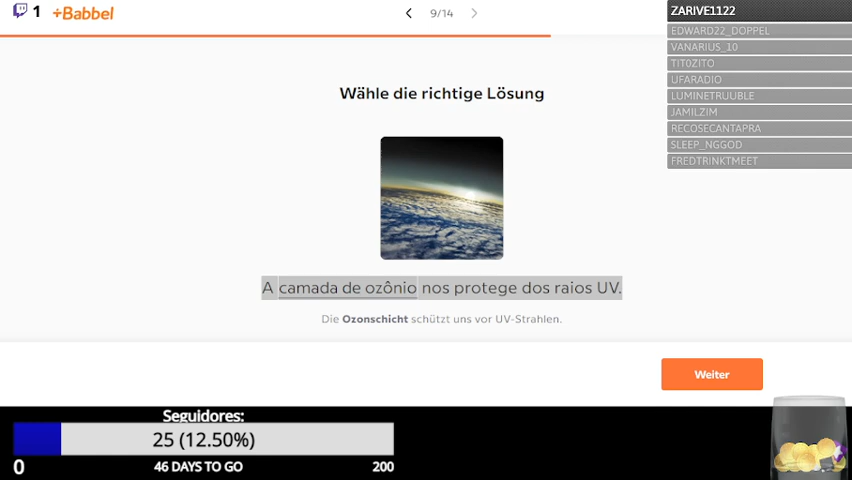 1 +Babbel
9/14
ZARIVE1122
EDWARD22_DOPPEL
VANARIUS_10
TIT0ZITO
UFARADIO
LUMINETRUUBLE
JAMILZIM
RECOSECANTAPRA
SLEEP_NGGOD
FREDTRINKTMEET
Wähle die richtige Lösung
A camada de ozônio nos protege dos raios UV.
Die Ozonschicht schützt uns vor UV-Strahlen.
Weiter
Seguidores:
25 (12.50%)
0 46 DAYS TO GO 200